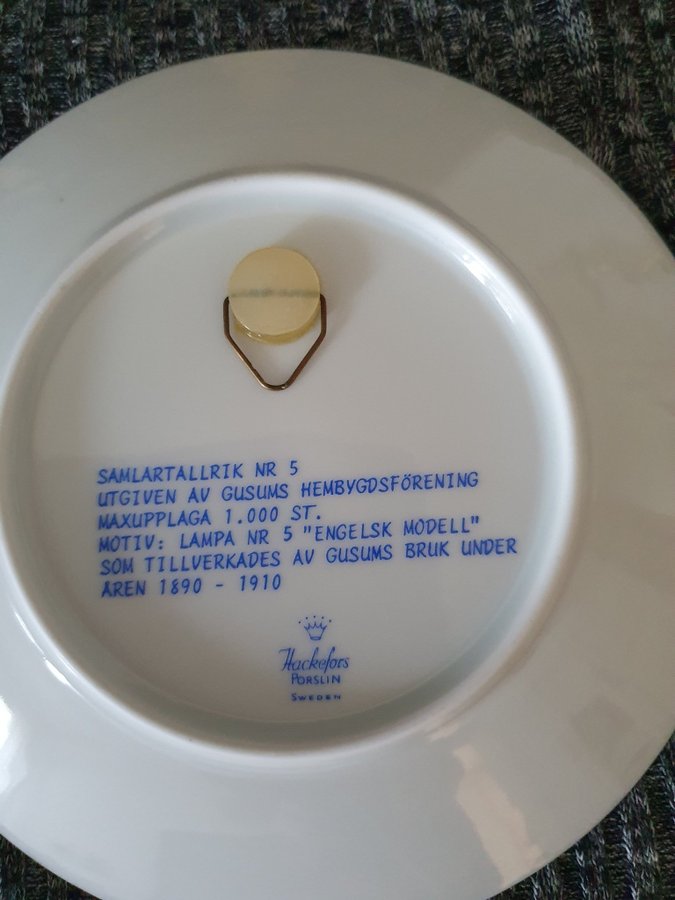 SAMLARTALLRIK NR 5
UTGIVEN AV GUSUMS HEMBYGDSFÖRENING
MAXUPPLAGA 1.000 ST.
MOTIV: LAMPA NR 5 "ENGELSK MODELL"
SOM TILLVERKADES AV GUSUMS BRUK UNDER
ÅREN 1890 - 1910
Hackefors
PORSLIN
SWEDEN